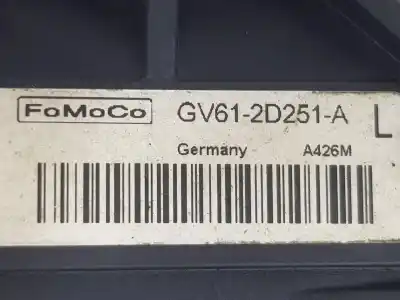 FoMoCo GV61-2D251-A L
Germany A426M